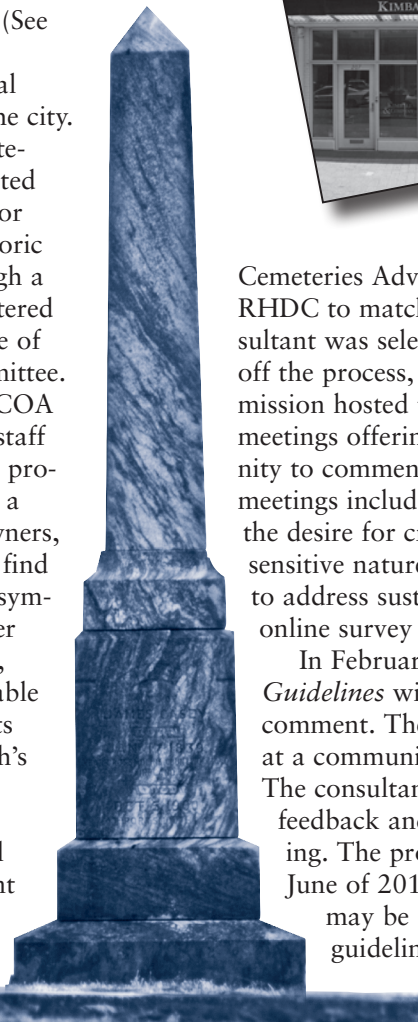 (See
al
he city.
te-
ted
or
oric
gh a
tered
e of
mittee.
COA
staff
pro-
a
vners,
find
sym-
er
,
able
ts
h's
l
nt
KIMBA
Cemeteries Adv
RHDC to match
sultant was sele
off the process,
mission hosted
meetings offerin
nity to commen
meetings includ
the desire for c
sensitive nature
to address sust
online survey
In Februar
Guidelines wi
comment. The
at a communi
The consultan
feedback and
ing. The pro
June of 201
may be
guidelin